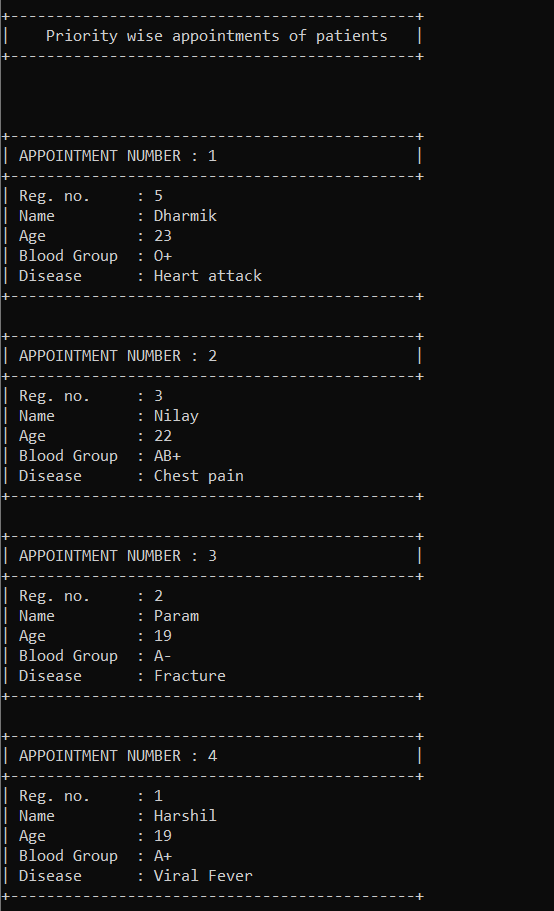 +---------------------------------------------+
|    Priority wise appointments of patients   |
+---------------------------------------------+
+---------------------------------------------+
| APPOINTMENT NUMBER : 1                      |
+---------------------------------------------+
| Reg. no.     : 5
| Name         : Dharmik
| Age          : 23
| Blood Group  : O+
| Disease      : Heart attack
+---------------------------------------------+
+---------------------------------------------+
| APPOINTMENT NUMBER : 2                      |
+---------------------------------------------+
| Reg. no.     : 3
| Name         : Nilay
| Age          : 22
| Blood Group  : AB+
| Disease      : Chest pain
+---------------------------------------------+
+---------------------------------------------+
| APPOINTMENT NUMBER : 3                      |
+---------------------------------------------+
| Reg. no.     : 2
| Name         : Param
| Age          : 19
| Blood Group  : A-
| Disease      : Fracture
+---------------------------------------------+
+---------------------------------------------+
| APPOINTMENT NUMBER : 4                      |
+---------------------------------------------+
| Reg. no.     : 1
| Name         : Harshil
| Age          : 19
| Blood Group  : A+
| Disease      : Viral Fever
+---------------------------------------------+